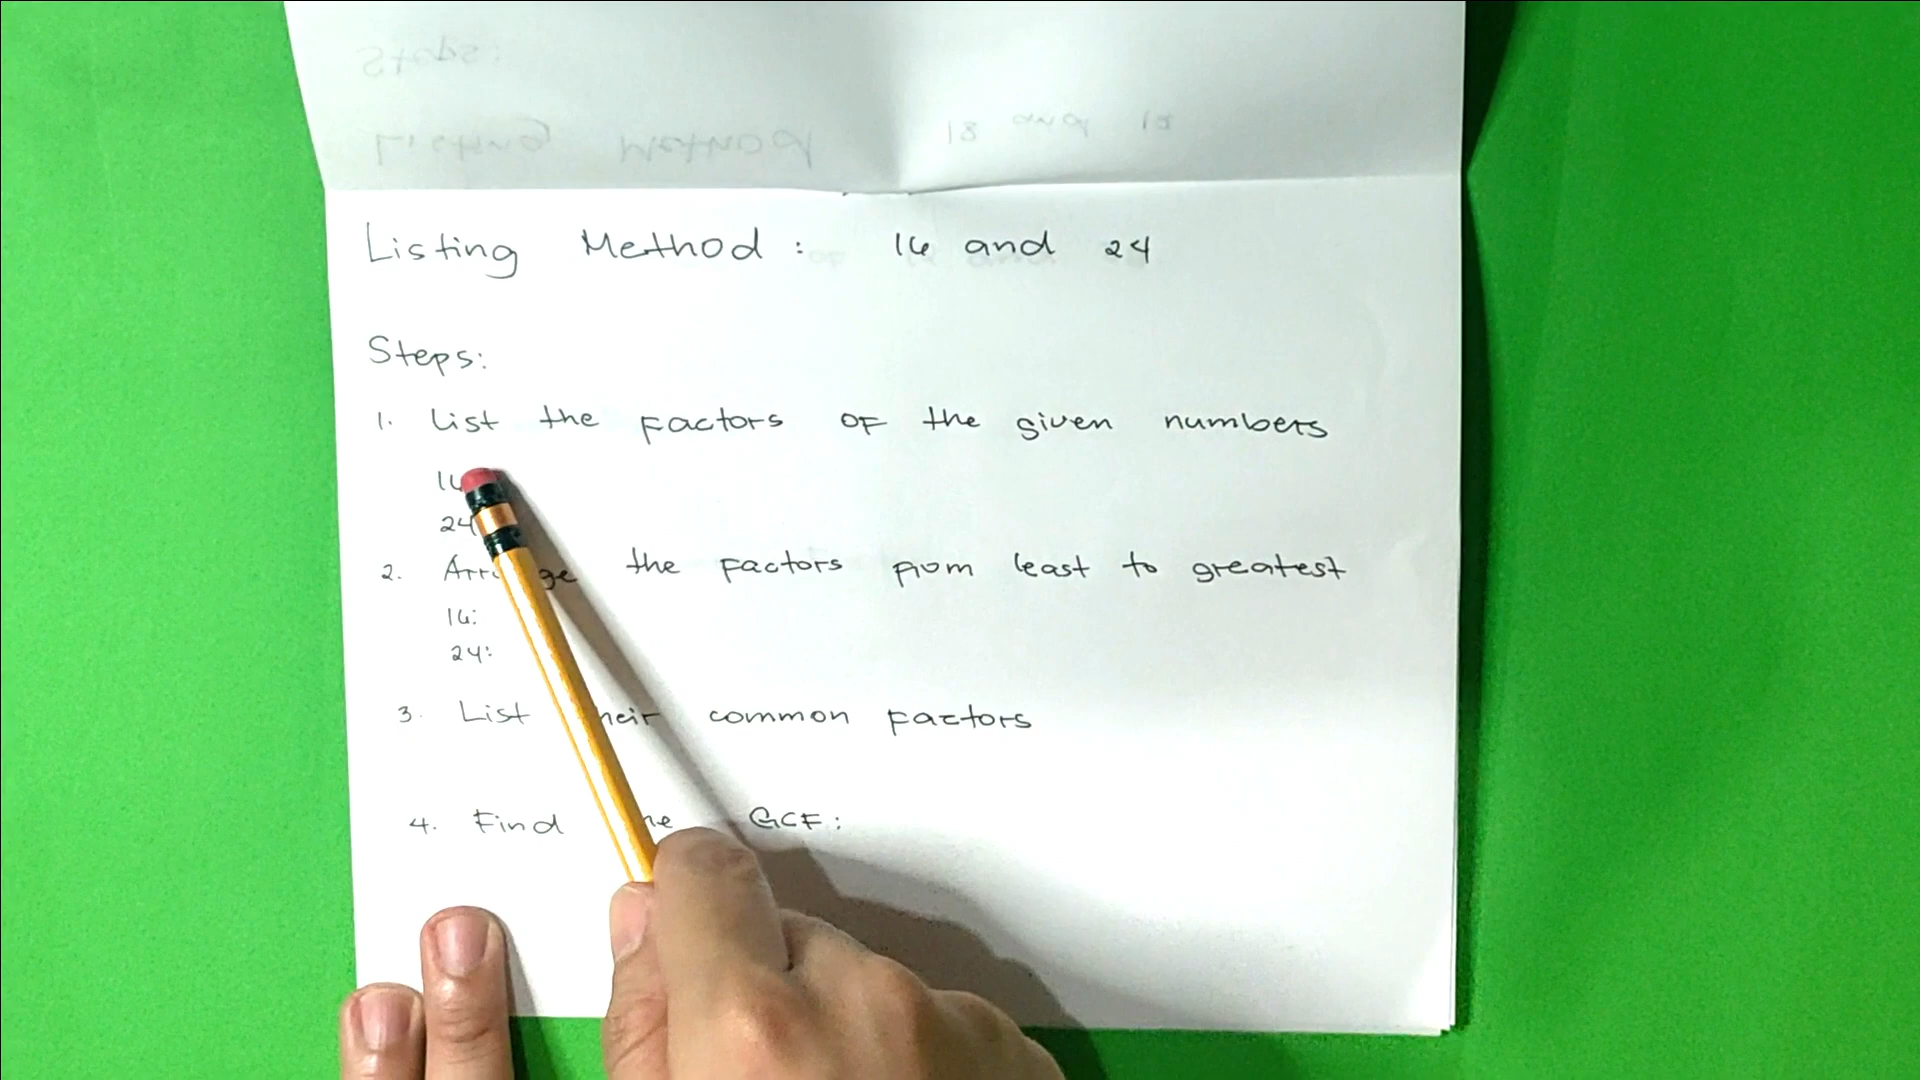 Listing Method : 16 and 24
Steps:
1. List the factors of the given numbers
2. the factors from least to greatest
16:
24:
3. List common factors
4. Find GCF: